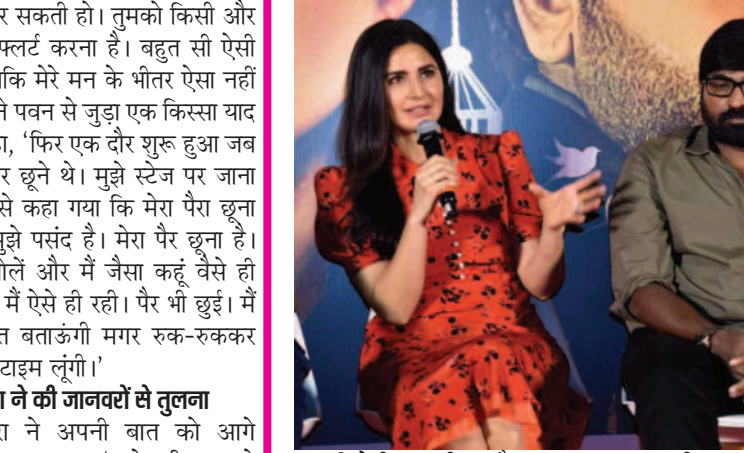 र सकती हो। तुमको किसी और
फ्लर्ट करना है। बहुत सी ऐसी
कि मेरे मन के भीतर ऐसा नहीं
ने पवन से जुड़ा एक किस्सा याद
ा, ‘फिर एक दौर शुरू हुआ जब
र छूने थे। मुझे स्टेज पर जाना
से कहा गया कि मेरा पैरा छूना
मुझे पसंद है। मेरा पैर छूना है।
ोलें और मैं जैसा कहूं वैसे ही
मैं ऐसे ही रही। पैर भी छुई। मैं
त बताऊंगी मगर रुक-रुककर
टाइम लूंगी।’
ा ने की जानवरों से तुलना
रा ने अपनी बात को आगे